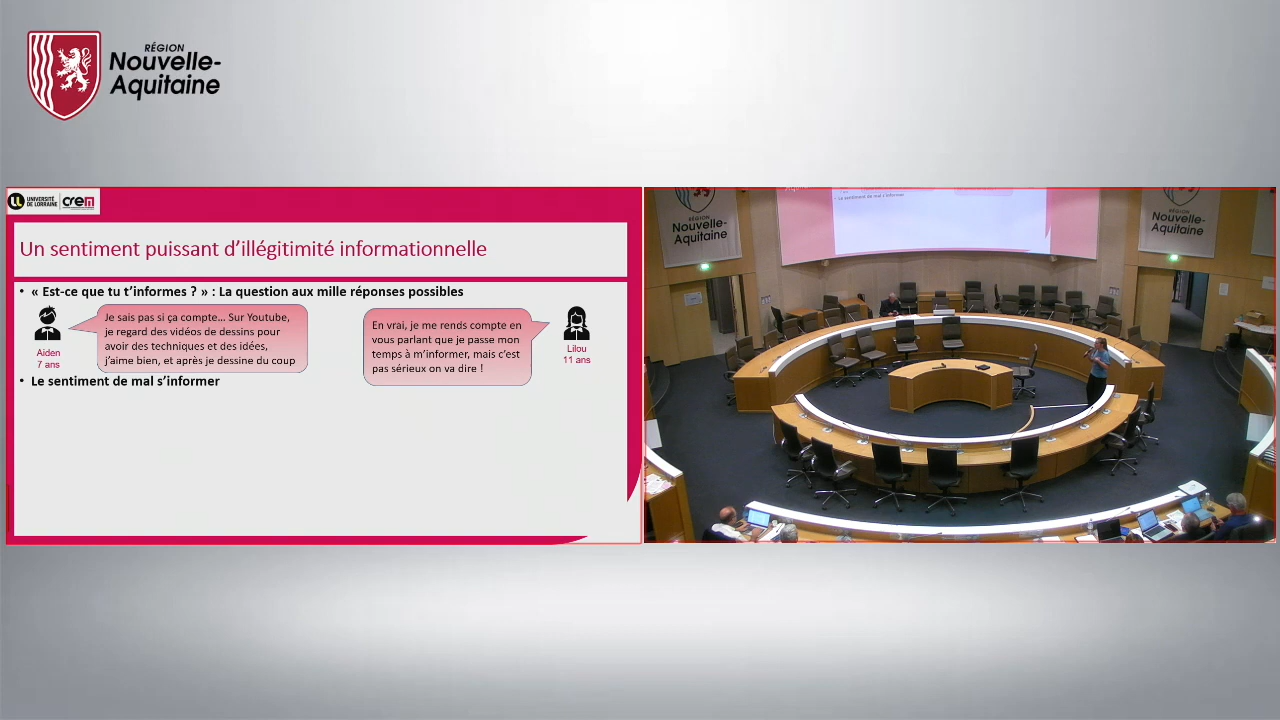 RÉGION
Nouvelle-
Aquitaine
UNIVERSITÉ
DE LORRAINE
crem
Un sentiment puissant d'illégitimité informationnelle
• « Est-ce que tu t'informes ? » : La question aux mille réponses possibles
Je sais pas si ça compte... Sur Youtube,
je regard des vidéos de dessins pour
avoir des techniques et des idées,
j'aime bien, et après je dessine du coup
Aiden
7 ans
En vrai, je me rends compte en
vous parlant que je passe mon
temps à m'informer, mais c'est
pas sérieux on va dire !
Lilou
11 ans
• Le sentiment de mal s'informer
Le sentiment de mal s'informer
RÉGION
Nouvelle-
Aquitaine
RÉGION
Nouvelle-
Aquitaine